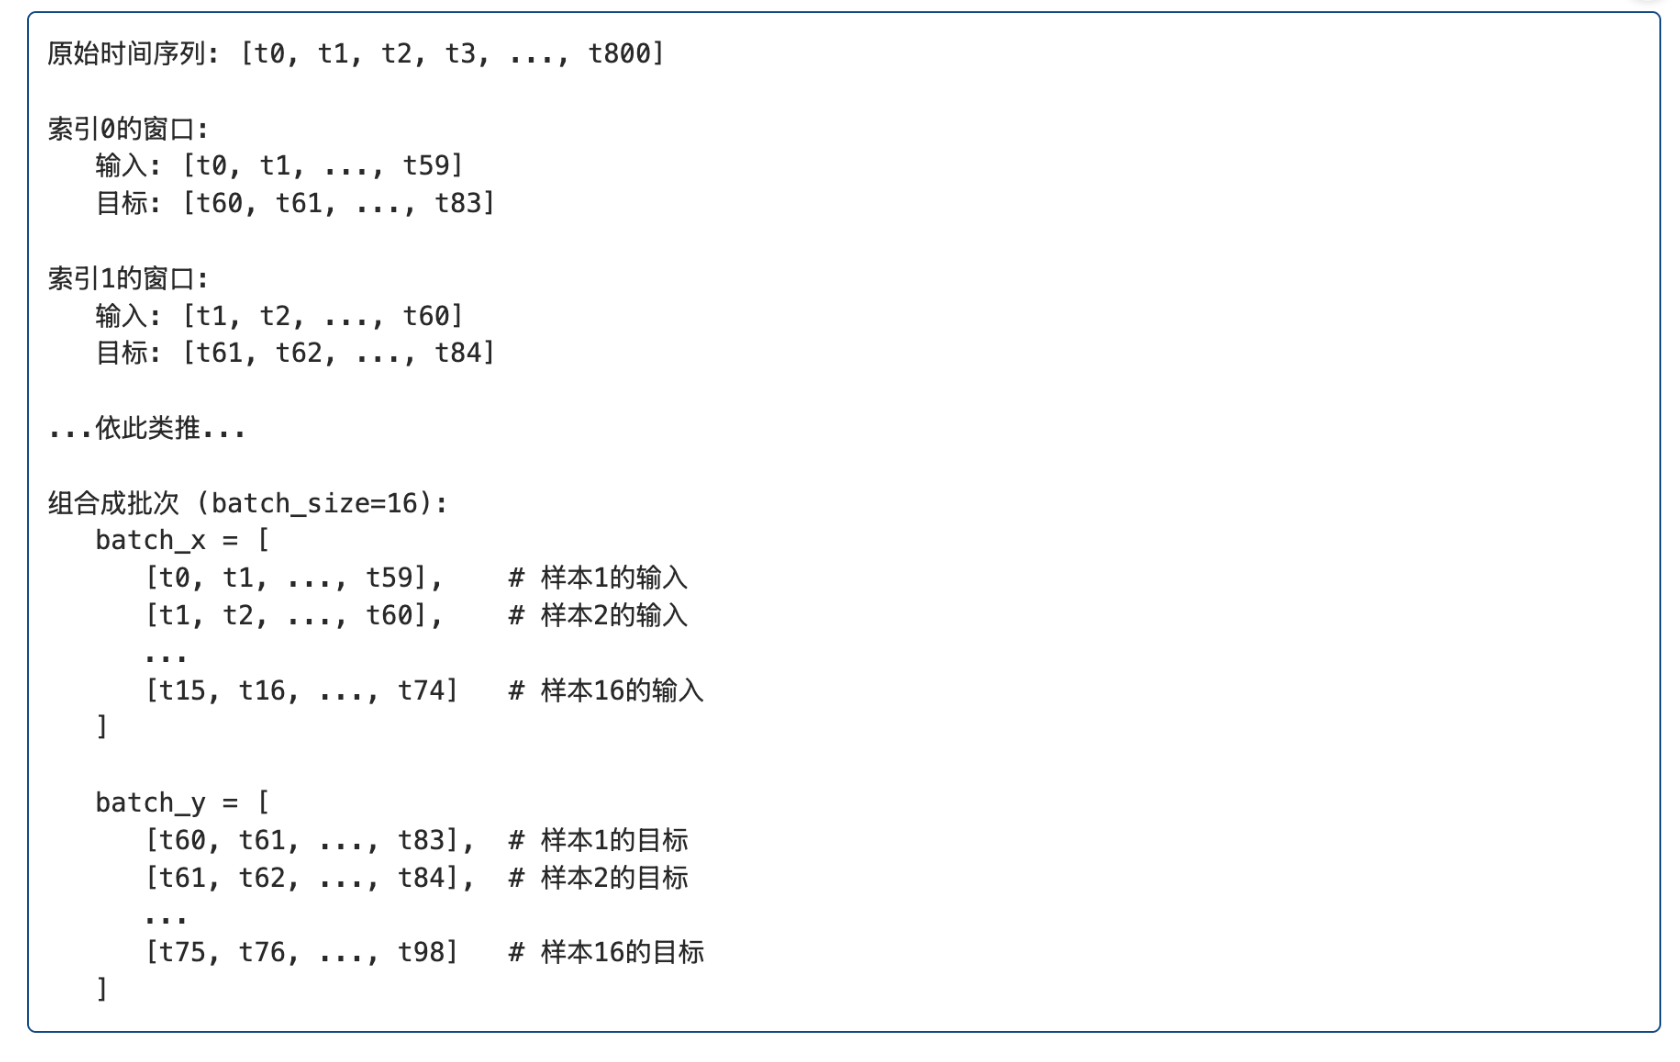 原始时间序列: [t0, t1, t2, t3, ..., t800]
索引0的窗口:
输入: [t0, t1, ..., t59]
目标: [t60, t61, ..., t83]
索引1的窗口:
输入: [t1, t2, ..., t60]
目标: [t61, t62, ..., t84]
...依此类推...
组合成批次 (batch_size=16):
batch_x = [
[t0, t1, ..., t59],    # 样本1的输入
[t1, t2, ..., t60],    # 样本2的输入
...
[t15, t16, ..., t74]   # 样本16的输入
]
batch_y = [
[t60, t61, ..., t83],  # 样本1的目标
[t61, t62, ..., t84],  # 样本2的目标
...
[t75, t76, ..., t98]   # 样本16的目标
]